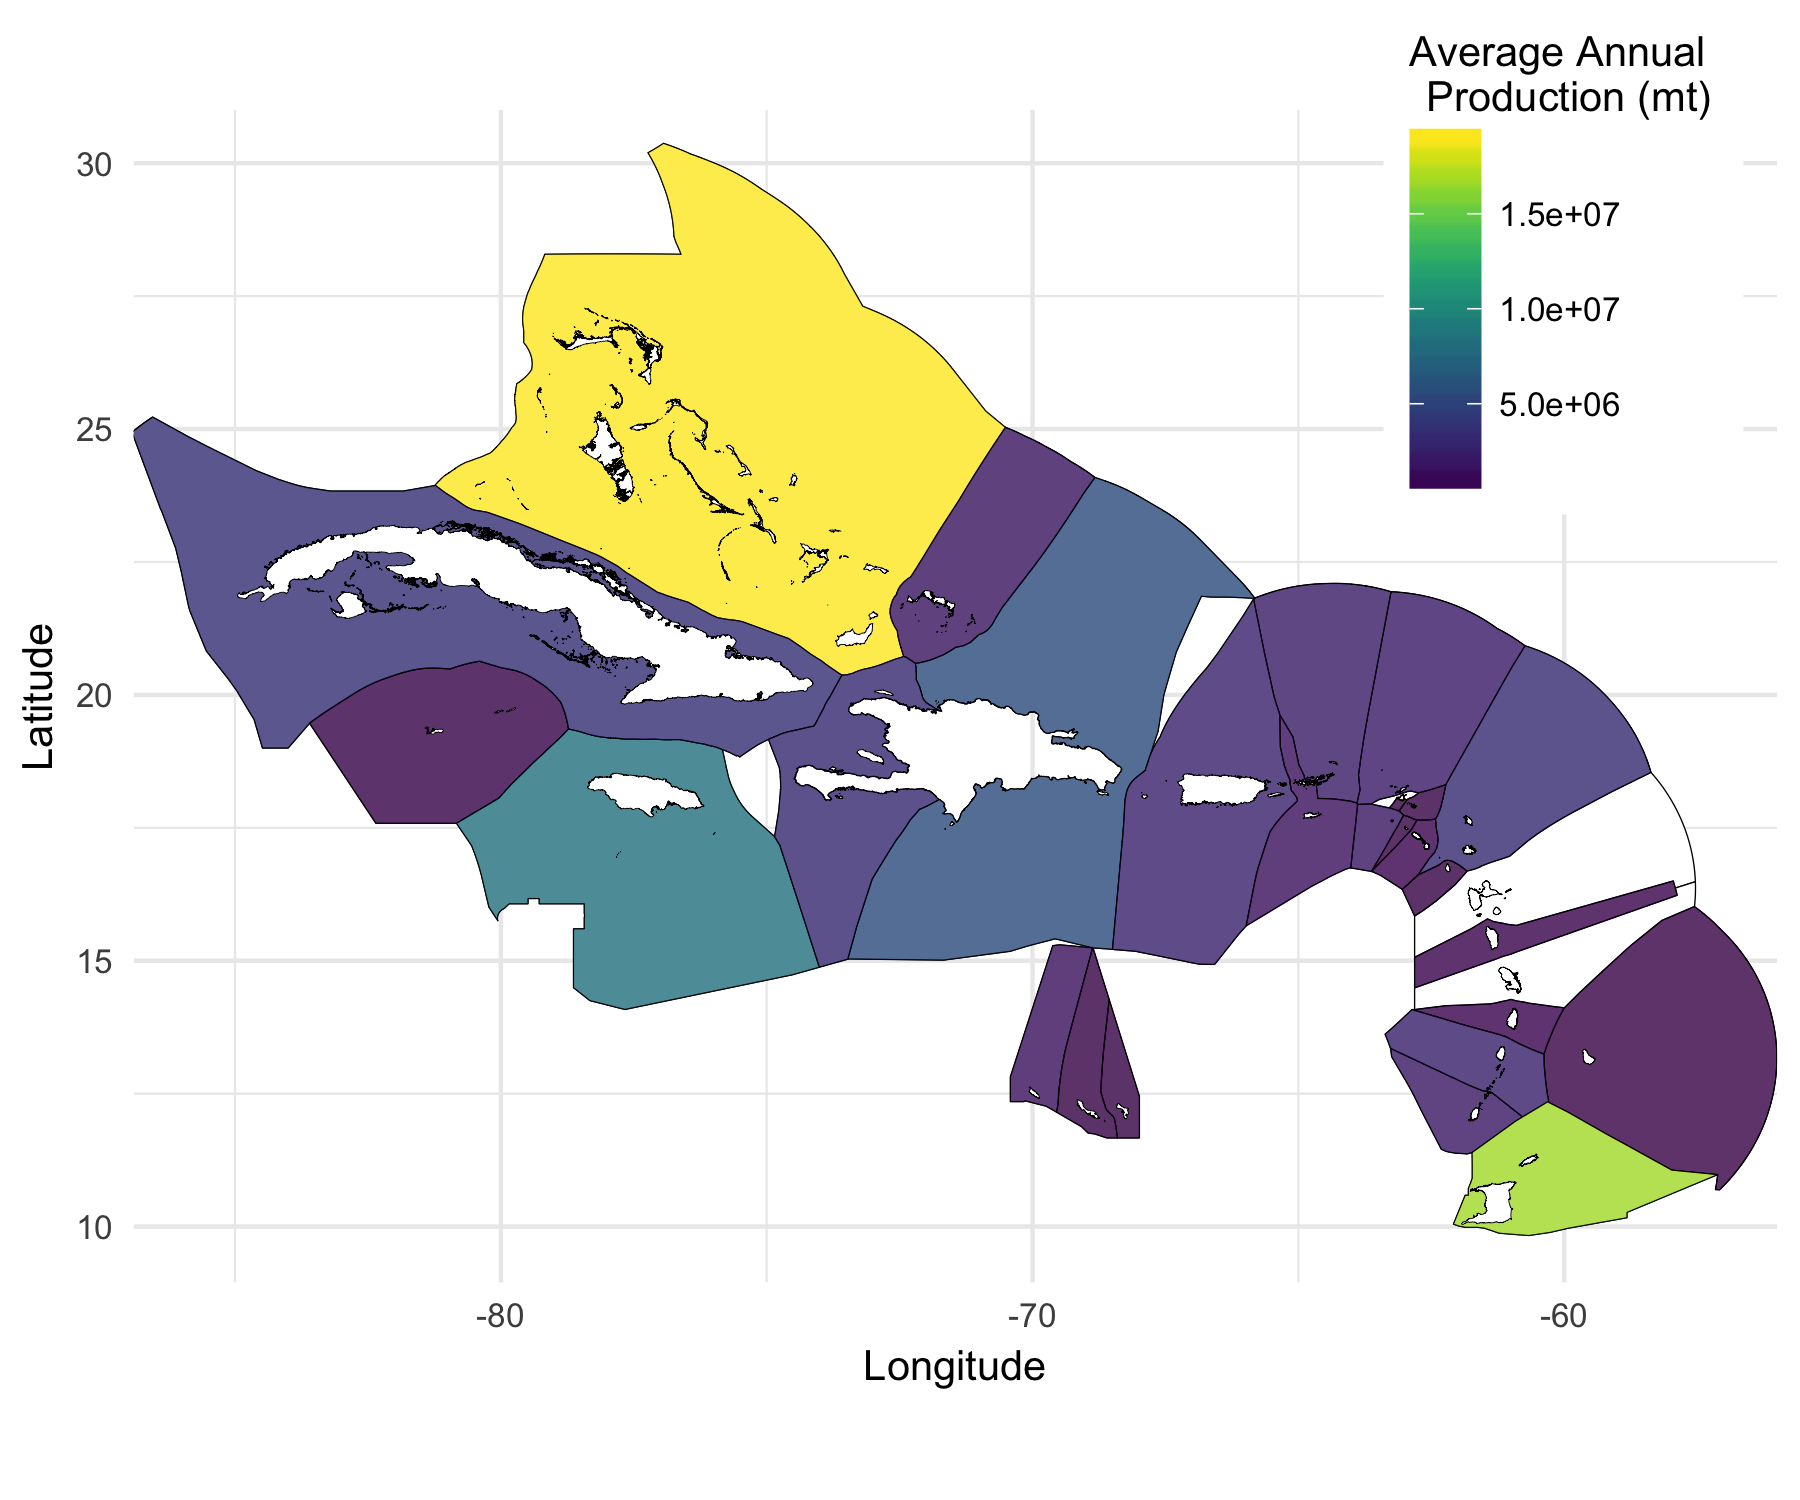 Average Annual
Production (mt)
1.5e+07
1.0e+07
5.0e+06
30
25
20
15
10
Latitude
-80
-70
-60
Longitude